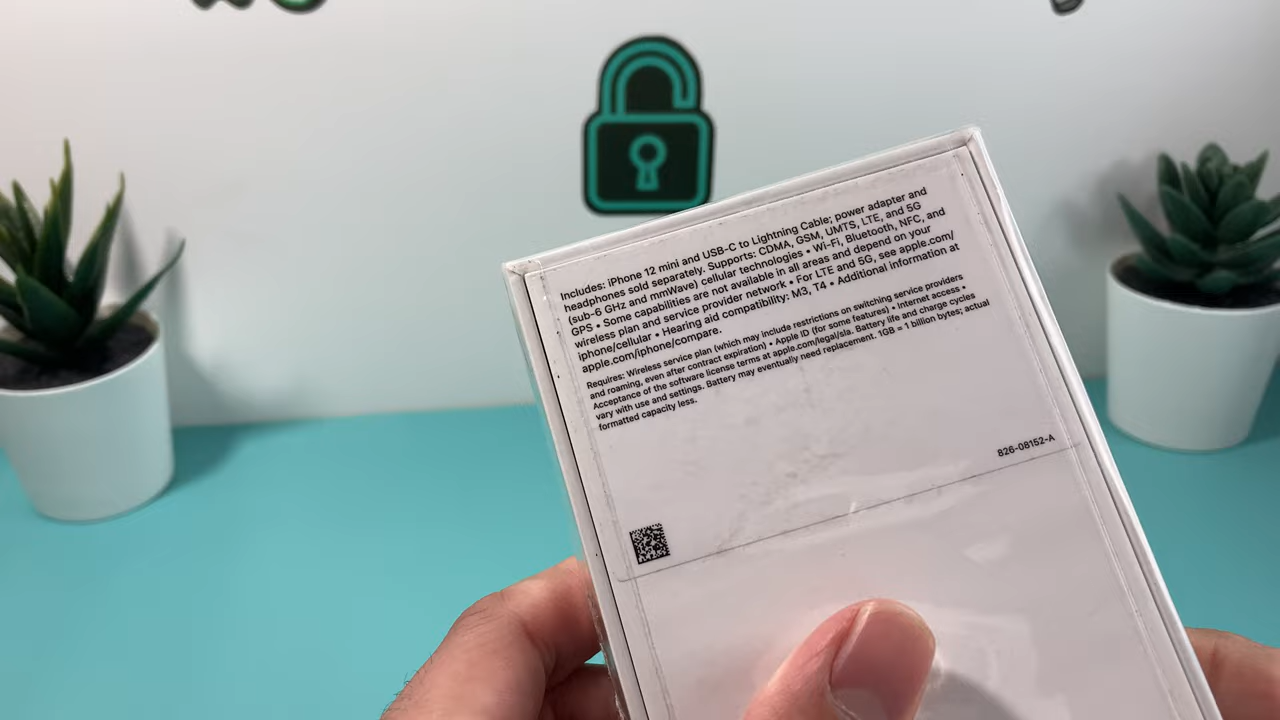 Includes: iPhone 12 mini and USB-C to Lightning Cable; power adapter and
headphones sold separately. Supports: CDMA, GSM, UMTS, LTE, and 5G
(sub-6 GHz and mmWave) cellular technologies • Wi-Fi, Bluetooth, NFC, and
GPS • Some capabilities are not available in all areas and depend on your
wireless plan and service provider network • For LTE and 5G, see apple.com/
iphone/cellular • Hearing aid compatibility: M3, T4 • Additional information at
apple.com/iphone/compare.
Requires: Wireless service plan (which may include restrictions on switching service providers
and roaming, even after contract expiration) • Apple ID (for some features) • Internet access •
Acceptance of the software license terms at apple.com/legal/sla. Battery life and charge cycles
vary with use and settings. Battery may eventually need replacement. 1GB = 1 billion bytes; actual
formatted capacity less.
826-08152-A